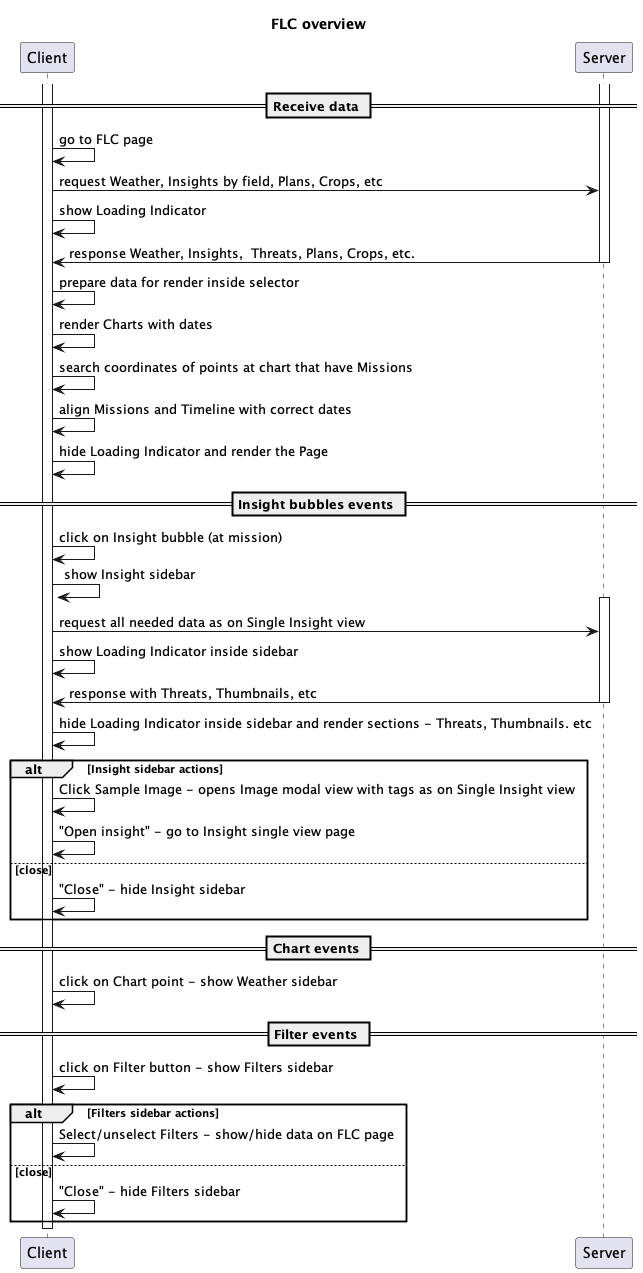 FLC overview
Client Server
Receive data
go to FLC page
request Weather, Insights by field, Plans, Crops, etc
show Loading Indicator
response Weather, Insights,  Threats, Plans, Crops, etc.
prepare data for render inside selector
render Charts with dates
search coordinates of points at chart that have Missions
align Missions and Timeline with correct dates
hide Loading Indicator and render the Page
Insight bubbles events
click on Insight bubble (at mission)
show Insight sidebar
request all needed data as on Single Insight view
show Loading Indicator inside sidebar
response with Threats, Thumbnails, etc
hide Loading Indicator inside sidebar and render sections - Threats, Thumbnails. etc
alt [Insight sidebar actions]
Click Sample Image - opens Image modal view with tags as on Single Insight view
"Open insight" - go to Insight single view page
[close]
"Close" - hide Insight sidebar
Chart events
click on Chart point - show Weather sidebar
Filter events
click on Filter button - show Filters sidebar
alt [Filters sidebar actions]
Select/unselect Filters - show/hide data on FLC page
[close]
"Close" - hide Filters sidebar
Client Server